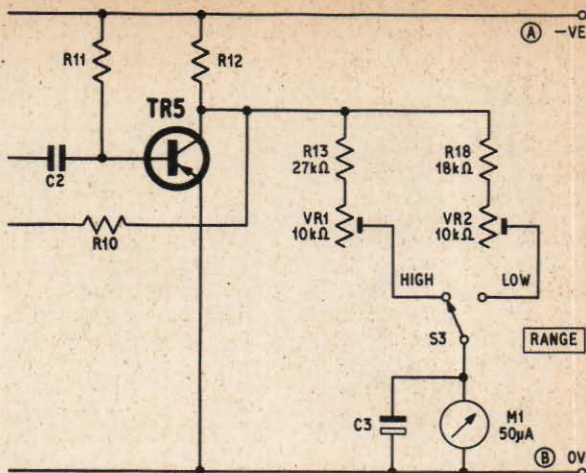 Ⓐ -VE
R11
R12
TR5
C2
R10
R13
27kΩ
R18
18kΩ
VR1
10kΩ
VR2
10kΩ
HIGH
LOW
S3
RANGE
C3
M1
50μA
Ⓑ 0V